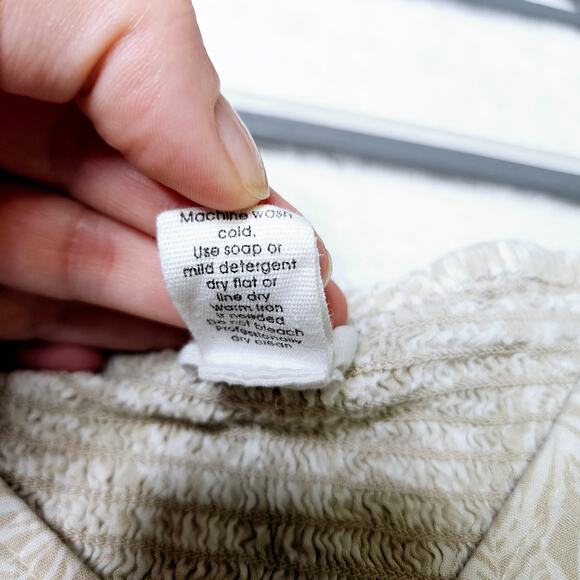 Machine wash
cold.
Use soap or
mild detergent
dry flat or
line dry
warm iron
if needed
Do not bleach
Professionally
dry clean